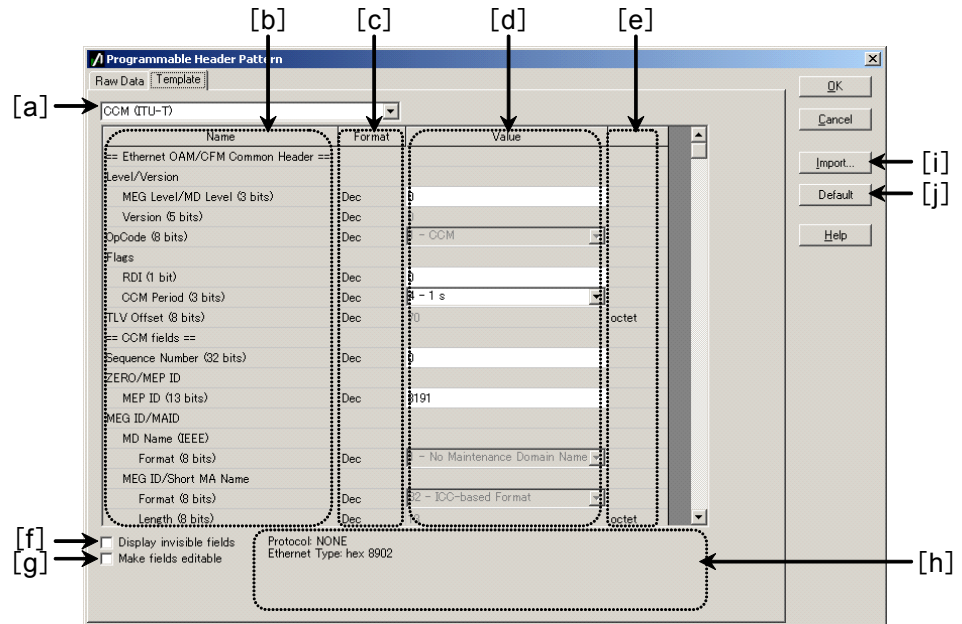 [b] [c] [d] [e]
Programmable Header Pattern
Raw Data Template
OK
[a] CCM (ITU-T)
Cancel
Name Format Value
== Ethernet OAM/CFM Common Header ==
Import... [i]
Level/Version
MEG Level/MD Level (3 bits) Dec 0
Default [j]
Version (5 bits) Dec
OpCode (8 bits) Dec - CCM
Help
Flags
RDI (1 bit) Dec 0
CCM Period (3 bits) Dec 4 - 1 s
TLV Offset (8 bits) Dec 70 octet
== CCM fields ==
Sequence Number (32 bits) Dec 0
ZERO/MEP ID
MEP ID (13 bits) Dec 8191
MEG ID/MAID
MD Name (IEEE)
Format (8 bits) Dec - No Maintenance Domain Name
MEG ID/Short MA Name
Format (8 bits) Dec 32 - ICC-based Format
Length (8 bits) Dec octet
[f] Display invisible fields
Protocol: NONE
[g] Make fields editable
Ethernet Type: hex 8902
[h]